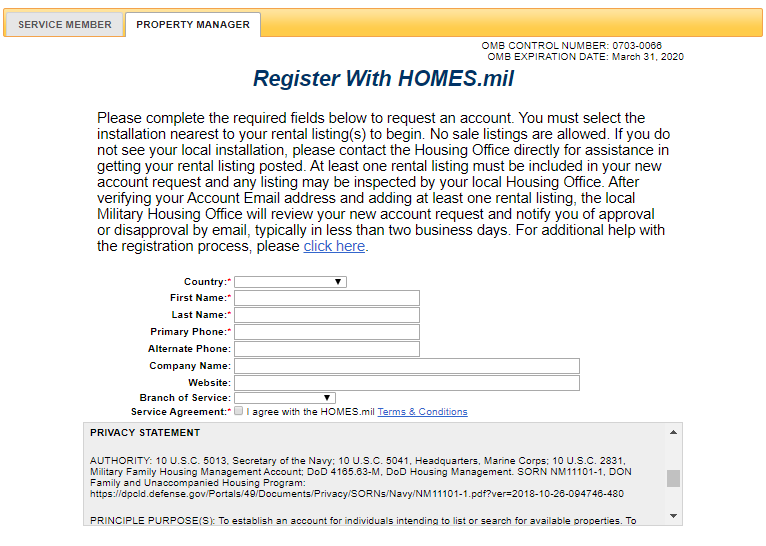 SERVICE MEMBER
PROPERTY MANAGER
OMB CONTROL NUMBER: 0703-0066
OMB EXPIRATION DATE: March 31, 2020
Register With HOMES.mil
Please complete the required fields below to request an account. You must select the
installation nearest to your rental listing(s) to begin. No sale listings are allowed. If you do
not see your local installation, please contact the Housing Office directly for assistance in
getting your rental listing posted. At least one rental listing must be included in your new
account request and any listing may be inspected by your local Housing Office. After
verifying your Account Email address and adding at least one rental listing, the local
Military Housing Office will review your new account request and notify you of approval
or disapproval by email, typically in less than two business days. For additional help with
the registration process, please click here.
Country:*
First Name:*
Last Name:*
Primary Phone:*
Alternate Phone:
Company Name:
Website:
Branch of Service:
Service Agreement:* I agree with the HOMES.mil Terms & Conditions
PRIVACY STATEMENT
AUTHORITY: 10 U.S.C. 5013, Secretary of the Navy; 10 U.S.C. 5041, Headquarters, Marine Corps; 10 U.S.C. 2831,
Military Family Housing Management Account; DoD 4165.63-M, DoD Housing Management. SORN NM11101-1, DON
Family and Unaccompanied Housing Program:
https://dpcld.defense.gov/Portals/49/Documents/Privacy/SORNs/Navy/NM11101-1.pdf?ver=2018-10-26-094746-480
PRINCIPLE PURPOSE(S): To establish an account for individuals intending to list or search for available properties. To